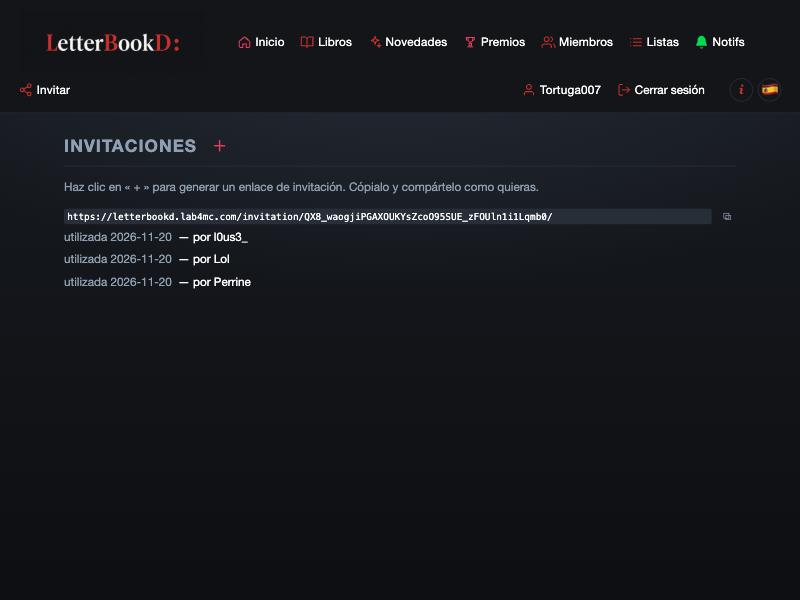 LetterBookD:
Inicio Libros Novedades Premios Miembros Listas Notifs
Invitar
Tortuga007 Cerrar sesión i
INVITACIONES +
Haz clic en « + » para generar un enlace de invitación. Cópialo y compártelo como quieras.
https://letterbookd.lab4mc.com/invitation/QX8_waogjiPGAXOUKYsZcoO95SUE_zFOUln1i1Lqmb0/
utilizada 2026-11-20 — por l0us3_
utilizada 2026-11-20 — por Lol
utilizada 2026-11-20 — por Perrine